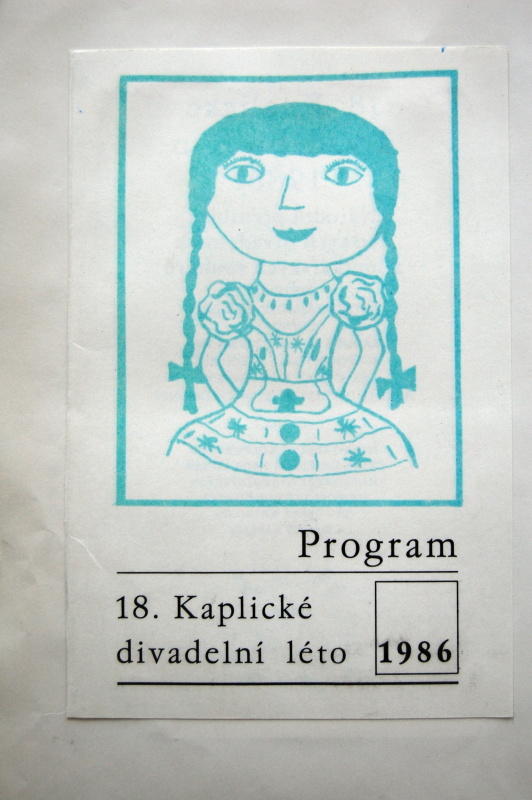 Program
18. Kaplické
divadelní léto 1986